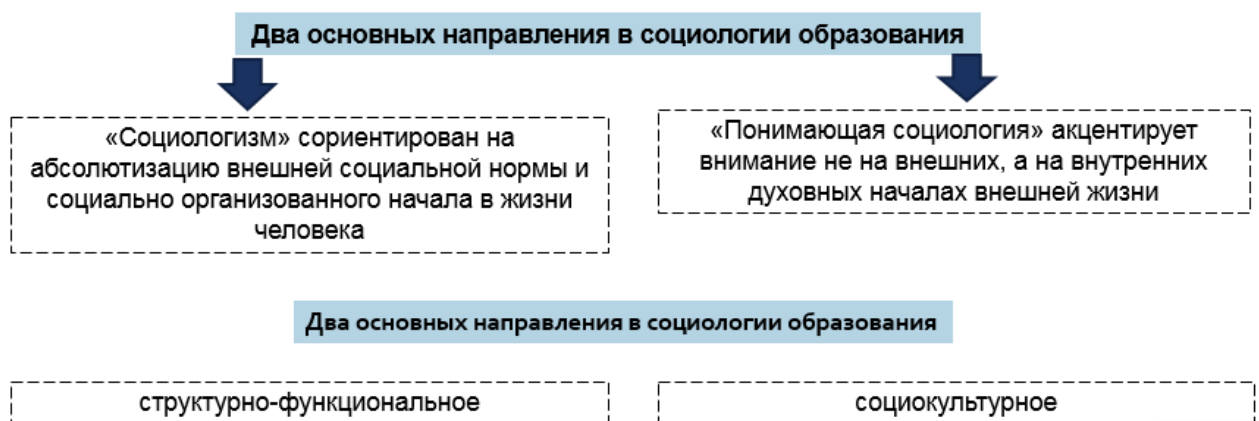 Два основных направления в социологии образования
«Социологизм» сориентирован на
абсолютизацию внешней социальной нормы и
социально организованного начала в жизни
человека
«Понимающая социология» акцентирует
внимание не на внешних, а на внутренних
духовных началах внешней жизни
Два основных направления в социологии образования
структурно-функциональное
социокультурное